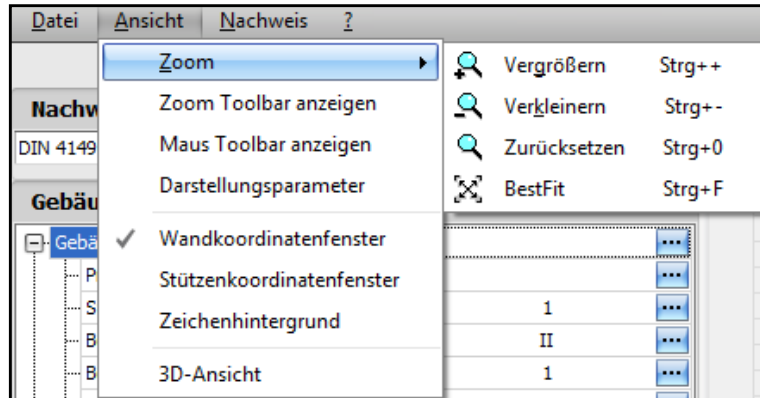 Datei Ansicht Nachweis ?
Zoom Vergrößern Strg++
Zoom Toolbar anzeigen Verkleinern Strg+-
Nachw Maus Toolbar anzeigen Zurücksetzen Strg+0
DIN 4149 Darstellungsparameter BestFit Strg+F
Gebäu
Gebä Wandkoordinatenfenster
P Stützenkoordinatenfenster
S Zeichenhintergrund 1
B II
B 3D-Ansicht 1